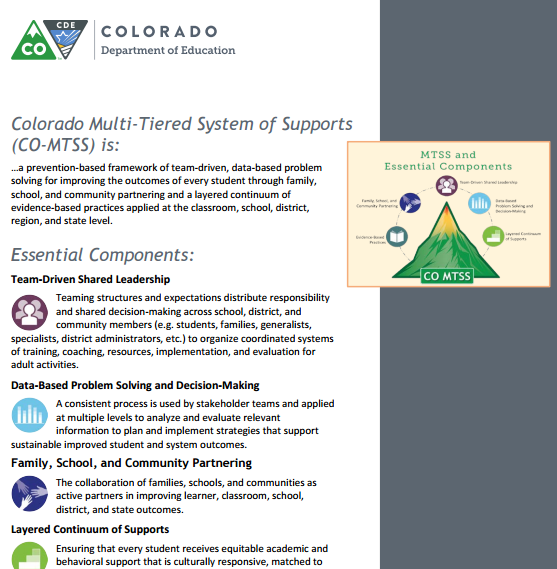 CDE
CO
COLORADO
Department of Education
Colorado Multi-Tiered System of Supports
(CO-MTSS) is:
…a prevention-based framework of team-driven, data-based problem
solving for improving the outcomes of every student through family,
school, and community partnering and a layered continuum of
evidence-based practices applied at the classroom, school, district,
region, and state level.
MTSS and
Essential Components
Team-Driven Shared Leadership
Family, School, and
Community Partnering
Data-Based
Problem Solving and
Decision-Making
Evidence-Based
Practices
Layered Continuum
of Supports
CO MTSS
Essential Components:
Team-Driven Shared Leadership
Teaming structures and expectations distribute responsibility
and shared decision-making across school, district, and
community members (e.g. students, families, generalists,
specialists, district administrators, etc.) to organize coordinated systems
of training, coaching, resources, implementation, and evaluation for
adult activities.
Data-Based Problem Solving and Decision-Making
A consistent process is used by stakeholder teams and applied
at multiple levels to analyze and evaluate relevant
information to plan and implement strategies that support
sustainable improved student and system outcomes.
Family, School, and Community Partnering
The collaboration of families, schools, and communities as
active partners in improving learner, classroom, school,
district, and state outcomes.
Layered Continuum of Supports
Ensuring that every student receives equitable academic and
behavioral support that is culturally responsive, matched to